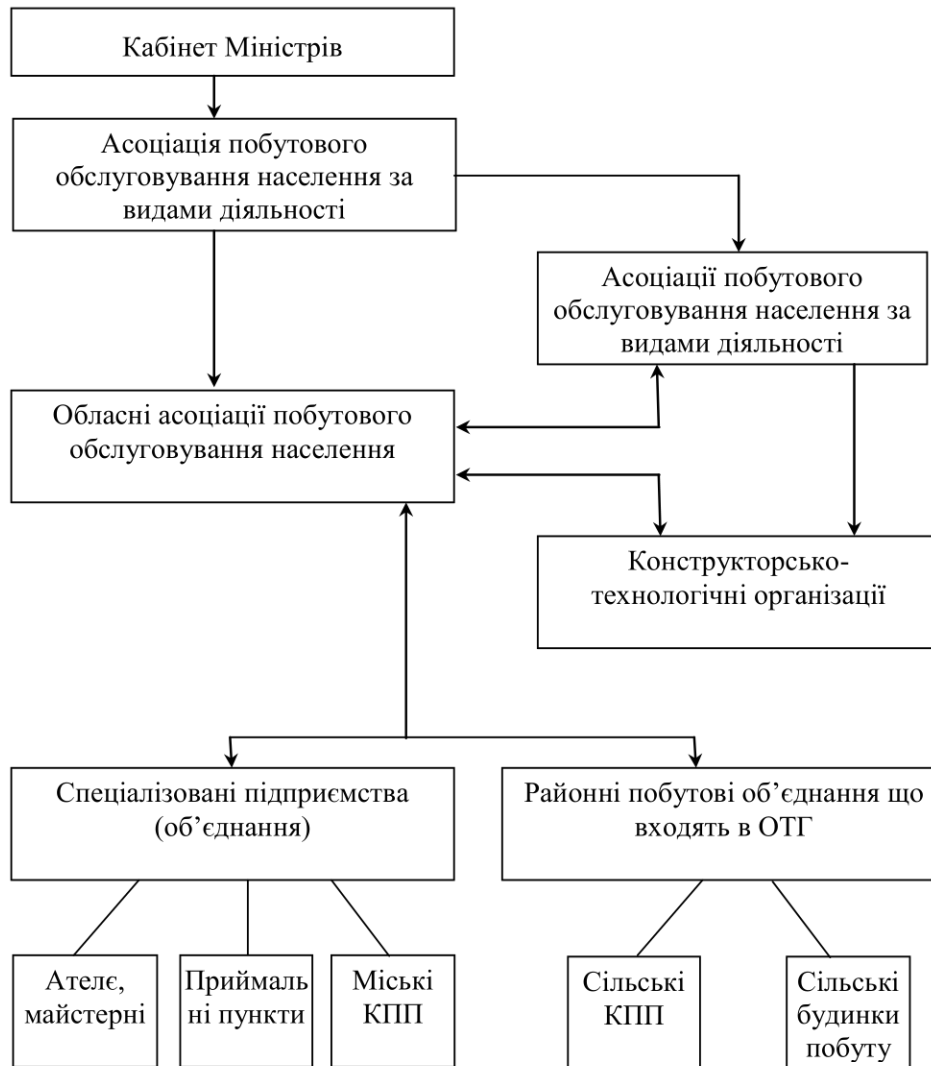 Кабінет Міністрів
Асоціація побутового
обслуговування населення за
видами діяльності
Асоціації побутового
обслуговування населення за
видами діяльності
Обласні асоціації побутового
обслуговування населення
Конструкторсько-
технологічні організації
Спеціалізовані підприємства
(об’єднання)
Районні побутові об’єднання що
входять в ОТГ
Ателє,
майстерні
Приймаль
ні пункти
Міські
КПП
Сільські
КПП
Сільські
будинки
побуту